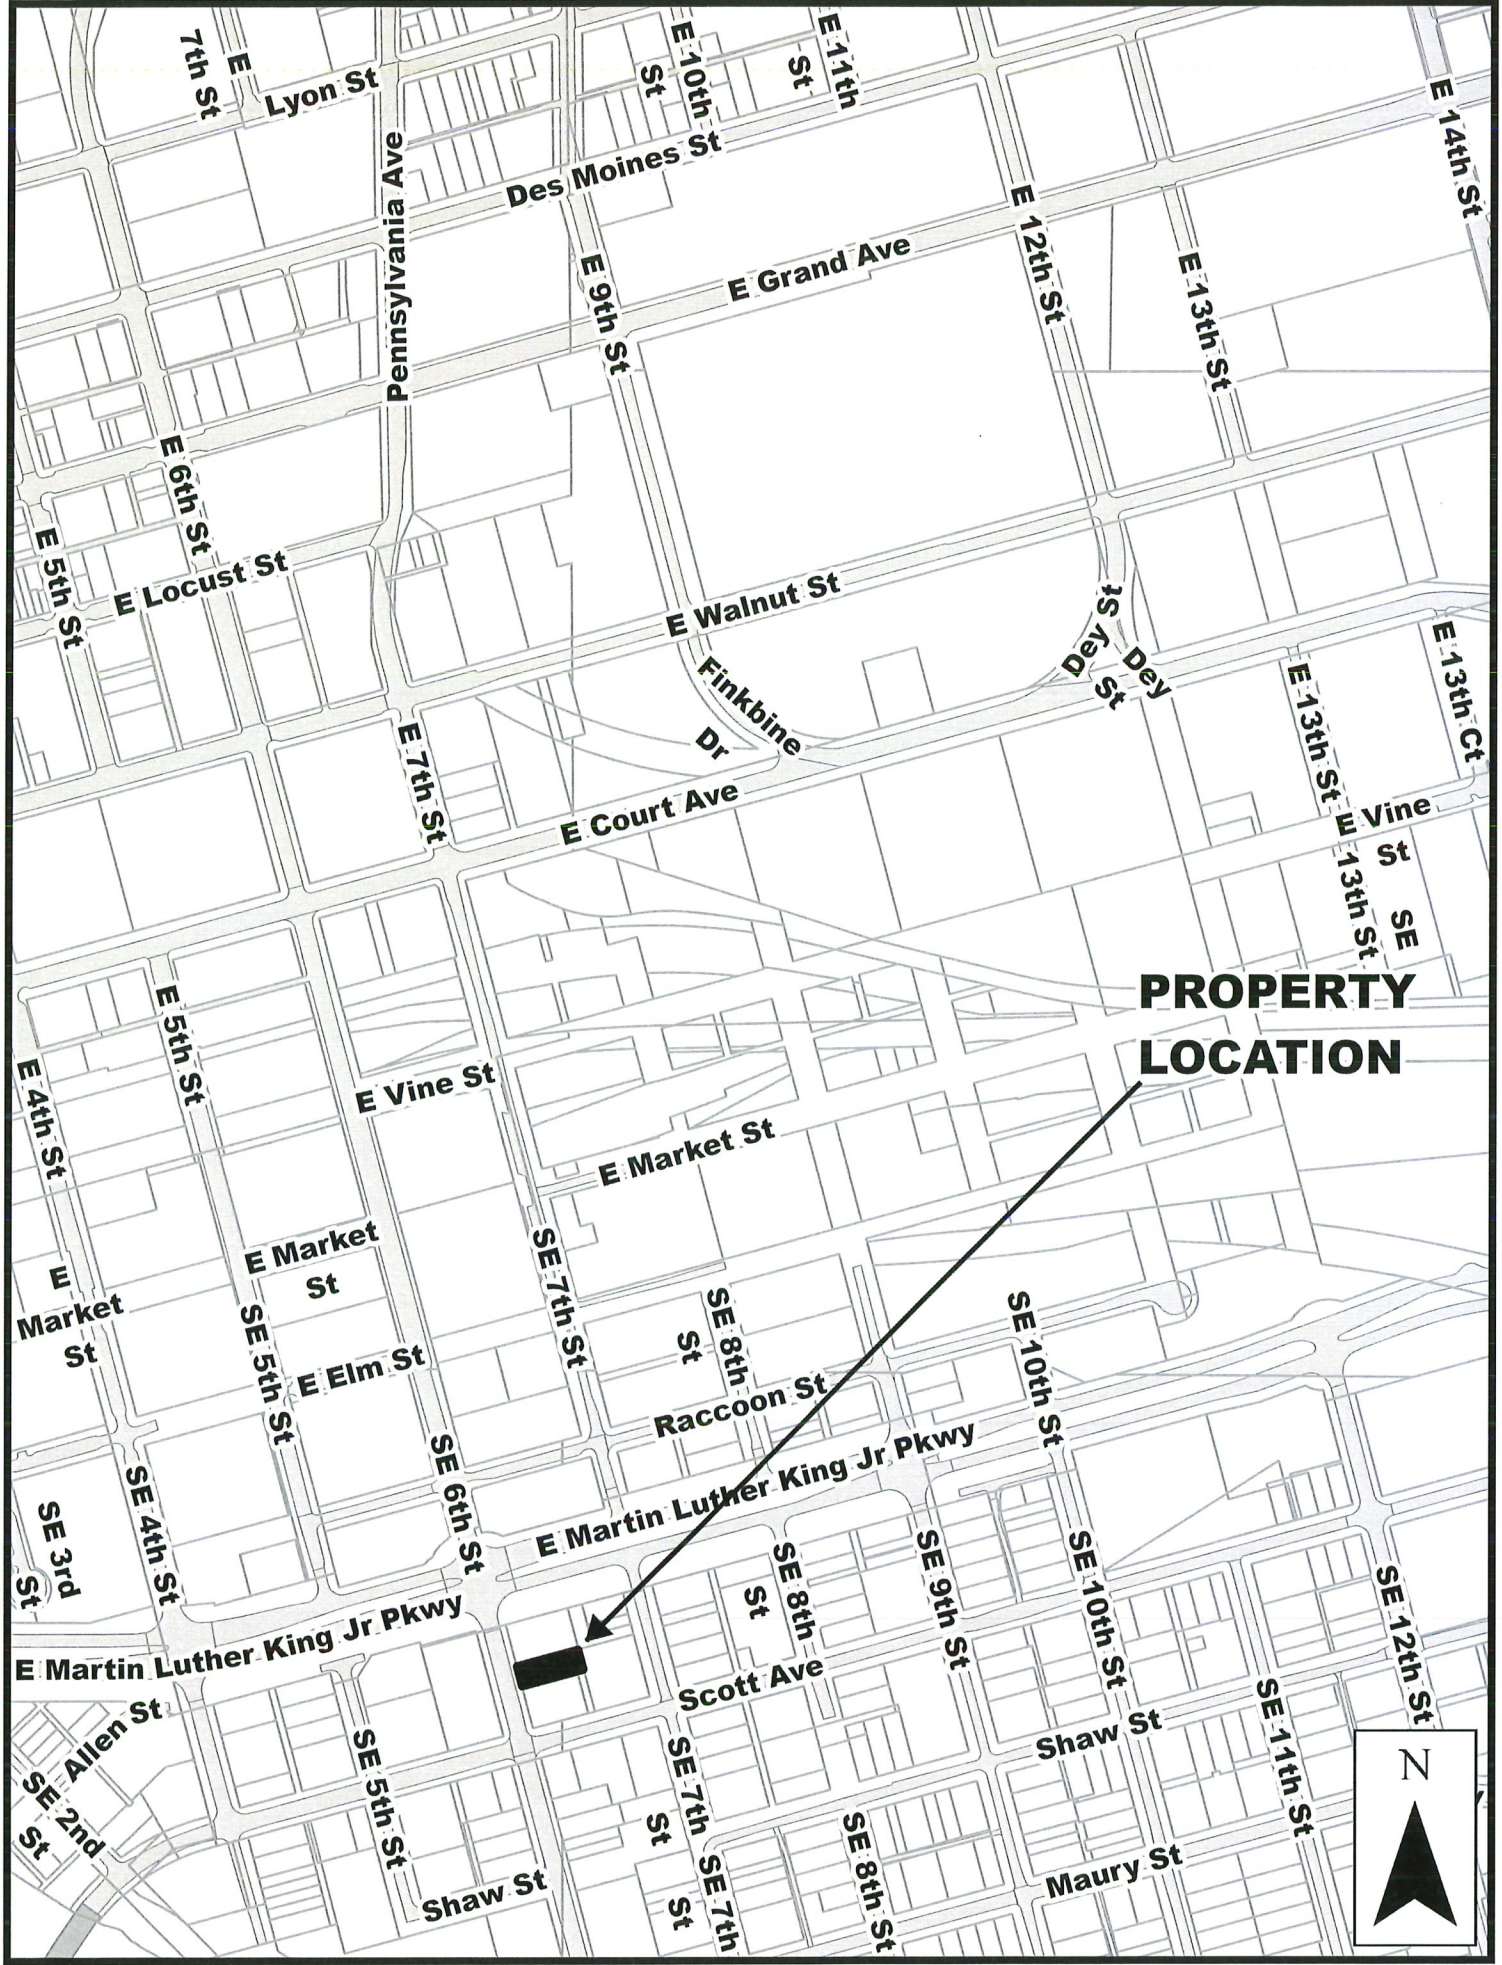 7th St
E
Lyon St
E 10th
St
E 11th
St
E 14th St
Pennsylvania Ave
Des Moines St
E 9th St
E Grand Ave
E 12th St
E 13th St
E 6th St
E 5th St
E Locust St
E Walnut St
Dey St
Dey
St
Finkbine
Dr
E 7th St
E Court Ave
E 13th St
E 13th Ct
E Vine
St
E 13th St
SE
PROPERTY
LOCATION
E 5th St
E 4th St
E Vine St
E Market St
E Market
St
E
Market
St
SE 7th St
SE 8th
St
SE 10th St
SE 5th St
E Elm St
Raccoon St
E Martin Luther King Jr Pkwy
SE 6th St
SE 4th St
SE 3rd
St
SE 8th
St
SE 9th St
SE 10th St
SE 12th St
E Martin Luther King Jr Pkwy
Scott Ave
Allen St
SE 2nd
St
SE 5th St
SE 7th
St
Shaw St
SE 11th St
N
SE 8th St
Maury St
Shaw St
SE 7th
St